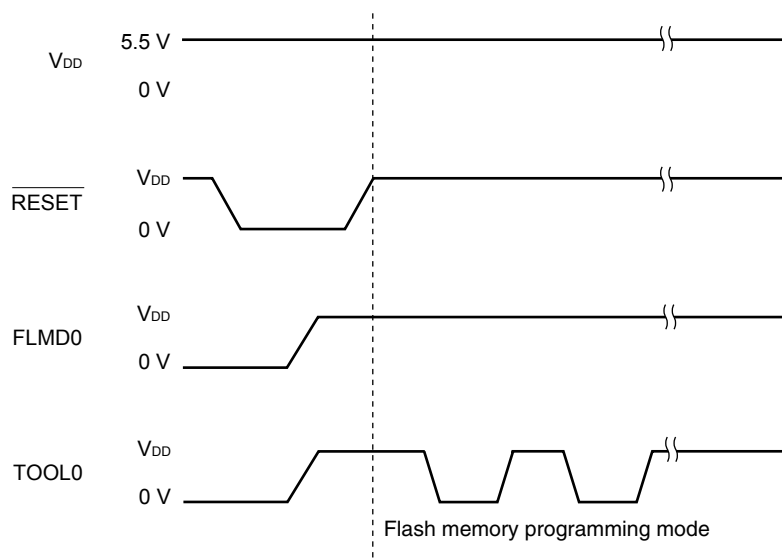 5.5 V
VDD
0 V
VDD
RESET
0 V
VDD
FLMD0
0 V
VDD
TOOL0
0 V
Flash memory programming mode